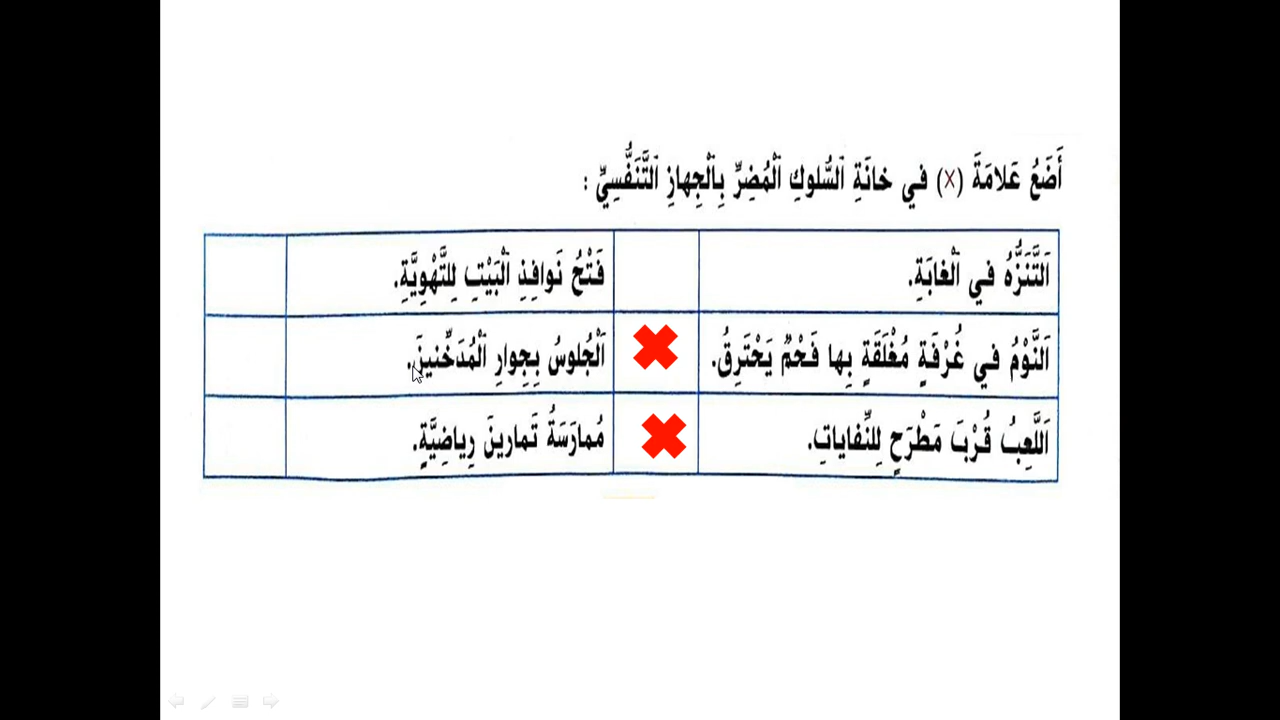 أَضَعُ عَلامَةَ (×) في خانَةِ ٱلسُّلوكِ ٱلْمُضِرِّ بِٱلْجِهازِ ٱلتَّنَفُّسِيِّ :
اَلتَّنَزُّهُ في ٱلْغابَةِ. فَتْحُ نَوافِذِ ٱلْبَيْتِ لِلتَّهْوِيَّةِ.
اَلنَّوْمُ في غُرْفَةٍ مُغْلَقَةٍ بِها فَحْمٌ يَحْتَرِقُ. ✖ اَلْجُلوسُ بِجِوارِ ٱلْمُدَخِّنينَ.
اَللَّعِبُ قُرْبَ مَطْرَحٍ لِلنِّفاياتِ. ✖ مُمارَسَةُ تَمارينَ رِياضِيَّةٍ.